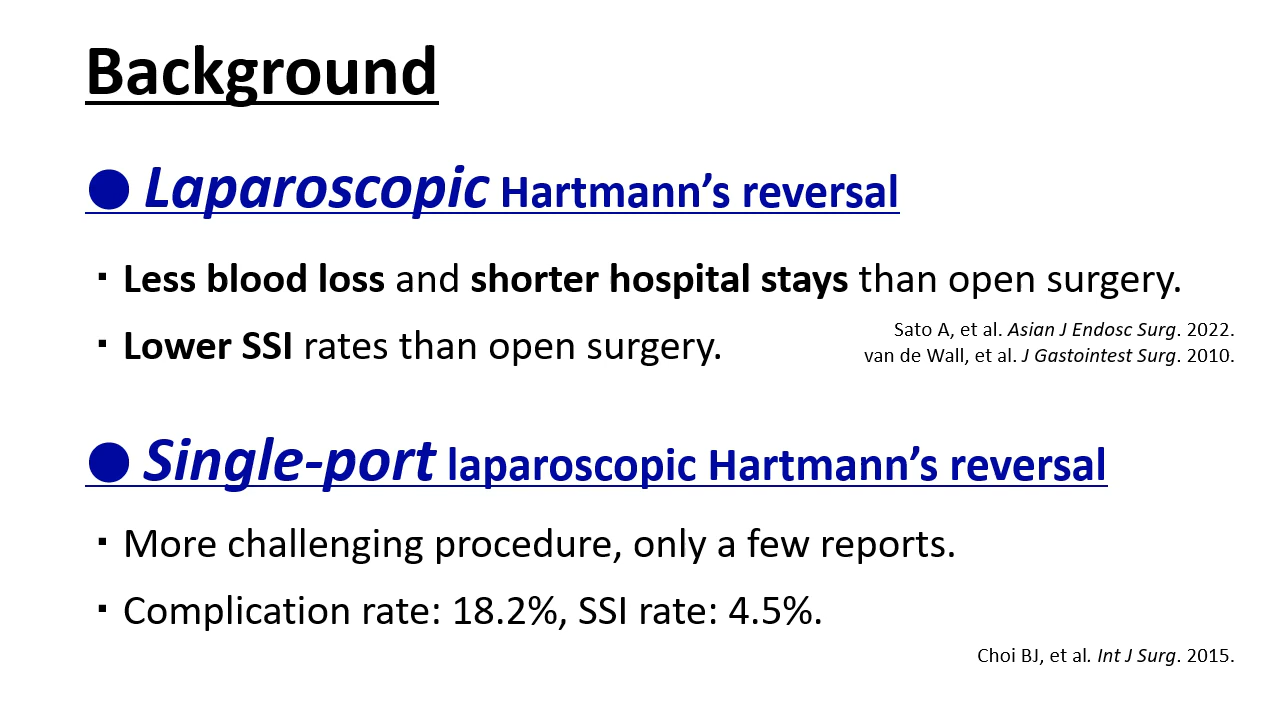 Background
● Laparoscopic Hartmann’s reversal
・Less blood loss and shorter hospital stays than open surgery.
・Lower SSI rates than open surgery.
Sato A, et al. Asian J Endosc Surg. 2022.
van de Wall, et al. J Gastointest Surg. 2010.
● Single-port laparoscopic Hartmann’s reversal
・More challenging procedure, only a few reports.
・Complication rate: 18.2%, SSI rate: 4.5%.
Choi BJ, et al. Int J Surg. 2015.